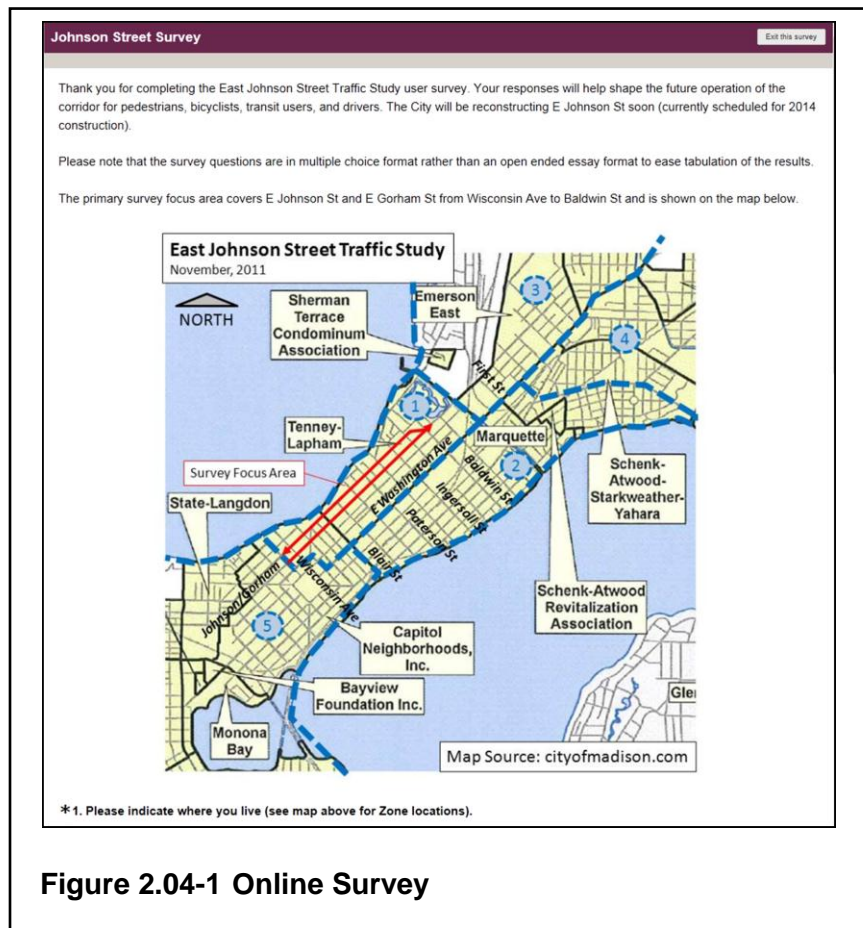 Johnson Street Survey
Exit this survey
Thank you for completing the East Johnson Street Traffic Study user survey. Your responses will help shape the future operation of the
corridor for pedestrians, bicyclists, transit users, and drivers. The City will be reconstructing E Johnson St soon (currently scheduled for 2014
construction).
Please note that the survey questions are in multiple choice format rather than an open ended essay format to ease tabulation of the results.
The primary survey focus area covers E Johnson St and E Gorham St from Wisconsin Ave to Baldwin St and is shown on the map below.
East Johnson Street Traffic Study
November, 2011
NORTH
Sherman
Terrace
Condominum
Association
Emerson
East
3
4
First St
1
Tenney-
Lapham
Marquette
2
Survey Focus Area
E Washington Ave
Baldwin St
Ingersoll St
Paterson St
Schenk-
Atwood-
Starkweather-
Yahara
State-Langdon
Blair St
Wisconsin Ave
Johnson/Gorham
Schenk-Atwood
Revitalization
Association
5
Capitol
Neighborhoods,
Inc.
Bayview
Foundation Inc.
Monona
Bay
Gle
Map Source: cityofmadison.com
*1. Please indicate where you live (see map above for Zone locations).
Figure 2.04-1 Online Survey